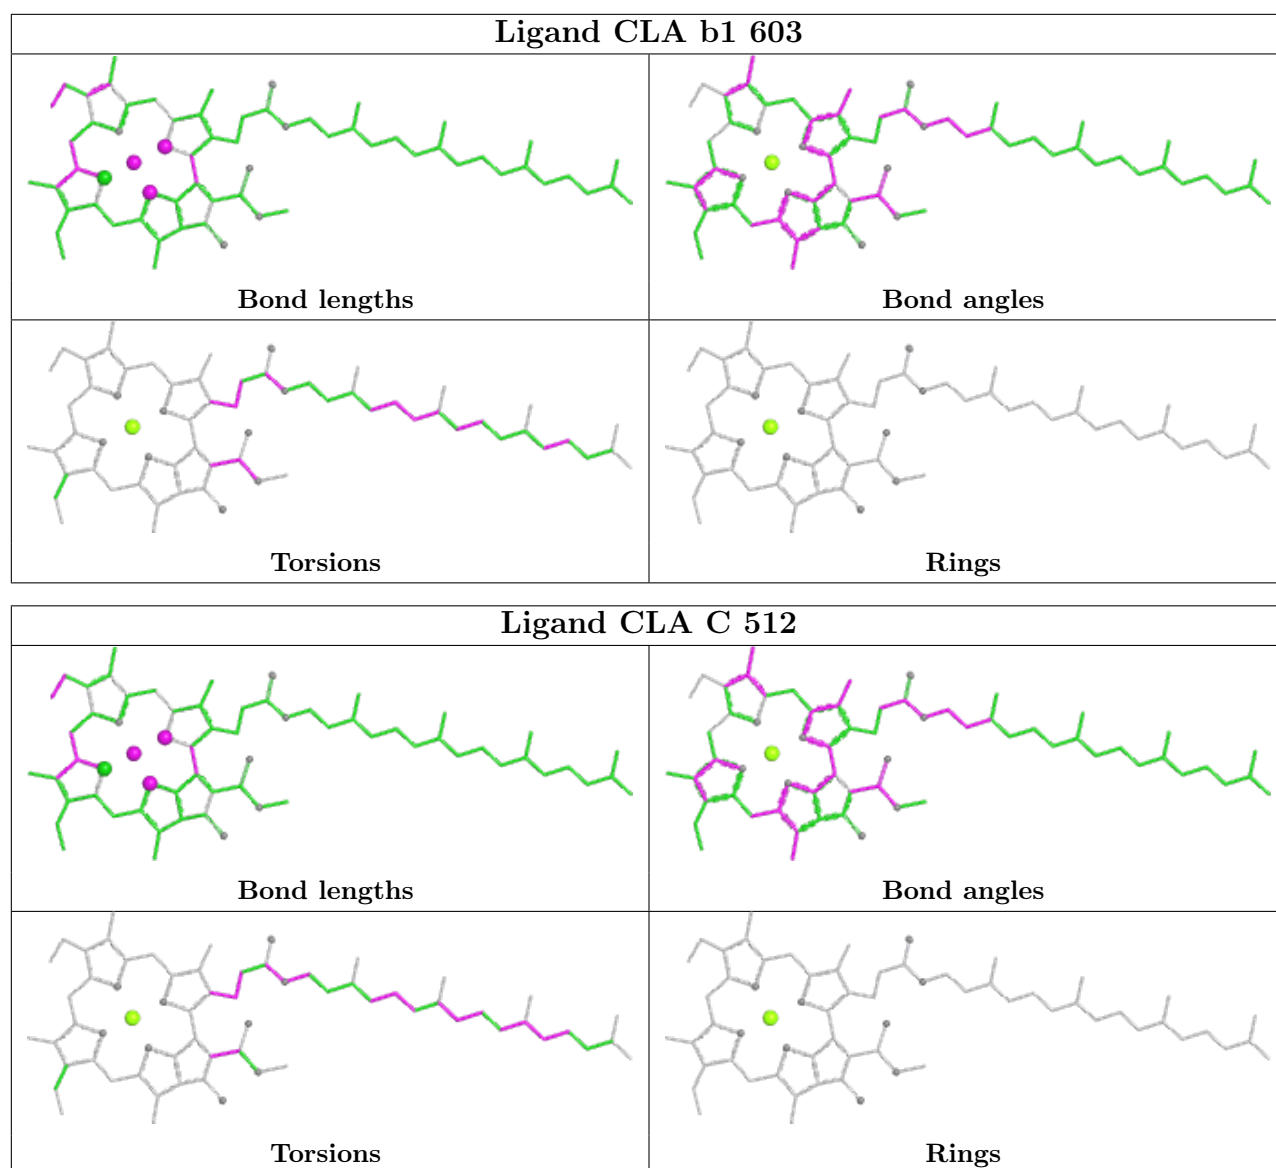 Ligand CLA b1 603
Bond lengths
Bond angles
Torsions
Rings
Ligand CLA C 512
Bond lengths
Bond angles
Torsions
Rings